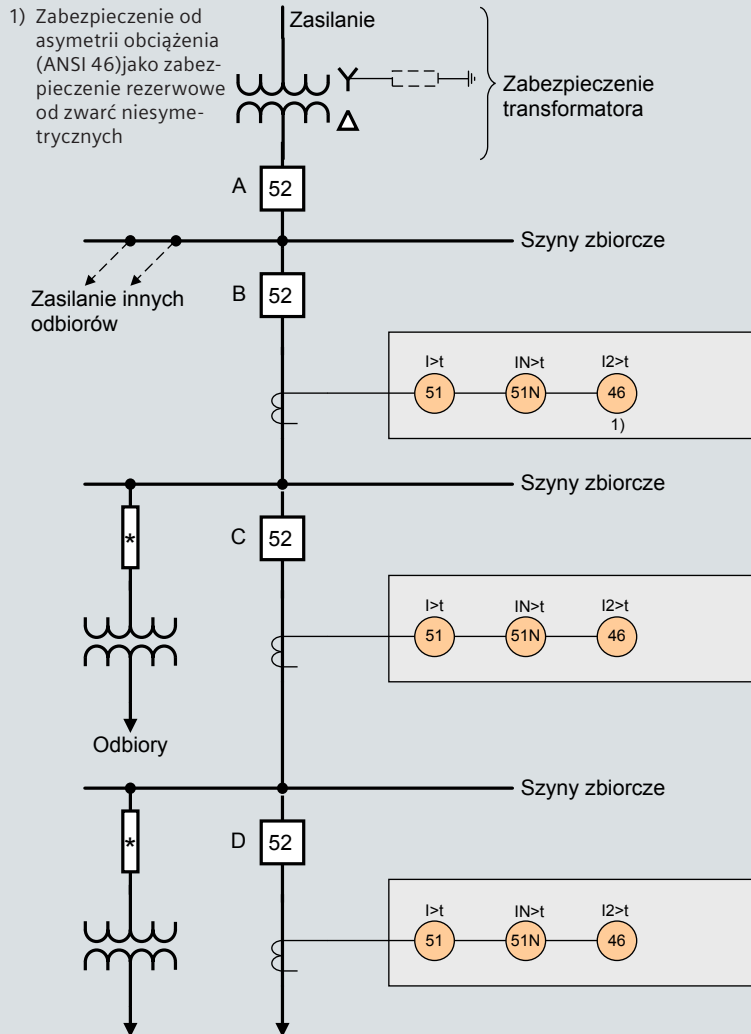 1) Zabezpieczenie od
asymetrii obciążenia
(ANSI 46)jako zabez-
pieczenie rezerwowe
od zwarć niesyme-
trycznych
Zasilanie
Zabezpieczenie
transformatora
A 52
Szyny zbiorcze
Zasilanie innych
odbiorów
B 52
I>t IN>t I2>t
51 51N 46
1)
Szyny zbiorcze
*
C 52
I>t IN>t I2>t
51 51N 46
Odbiory
Szyny zbiorcze
*
D 52
I>t IN>t I2>t
51 51N 46